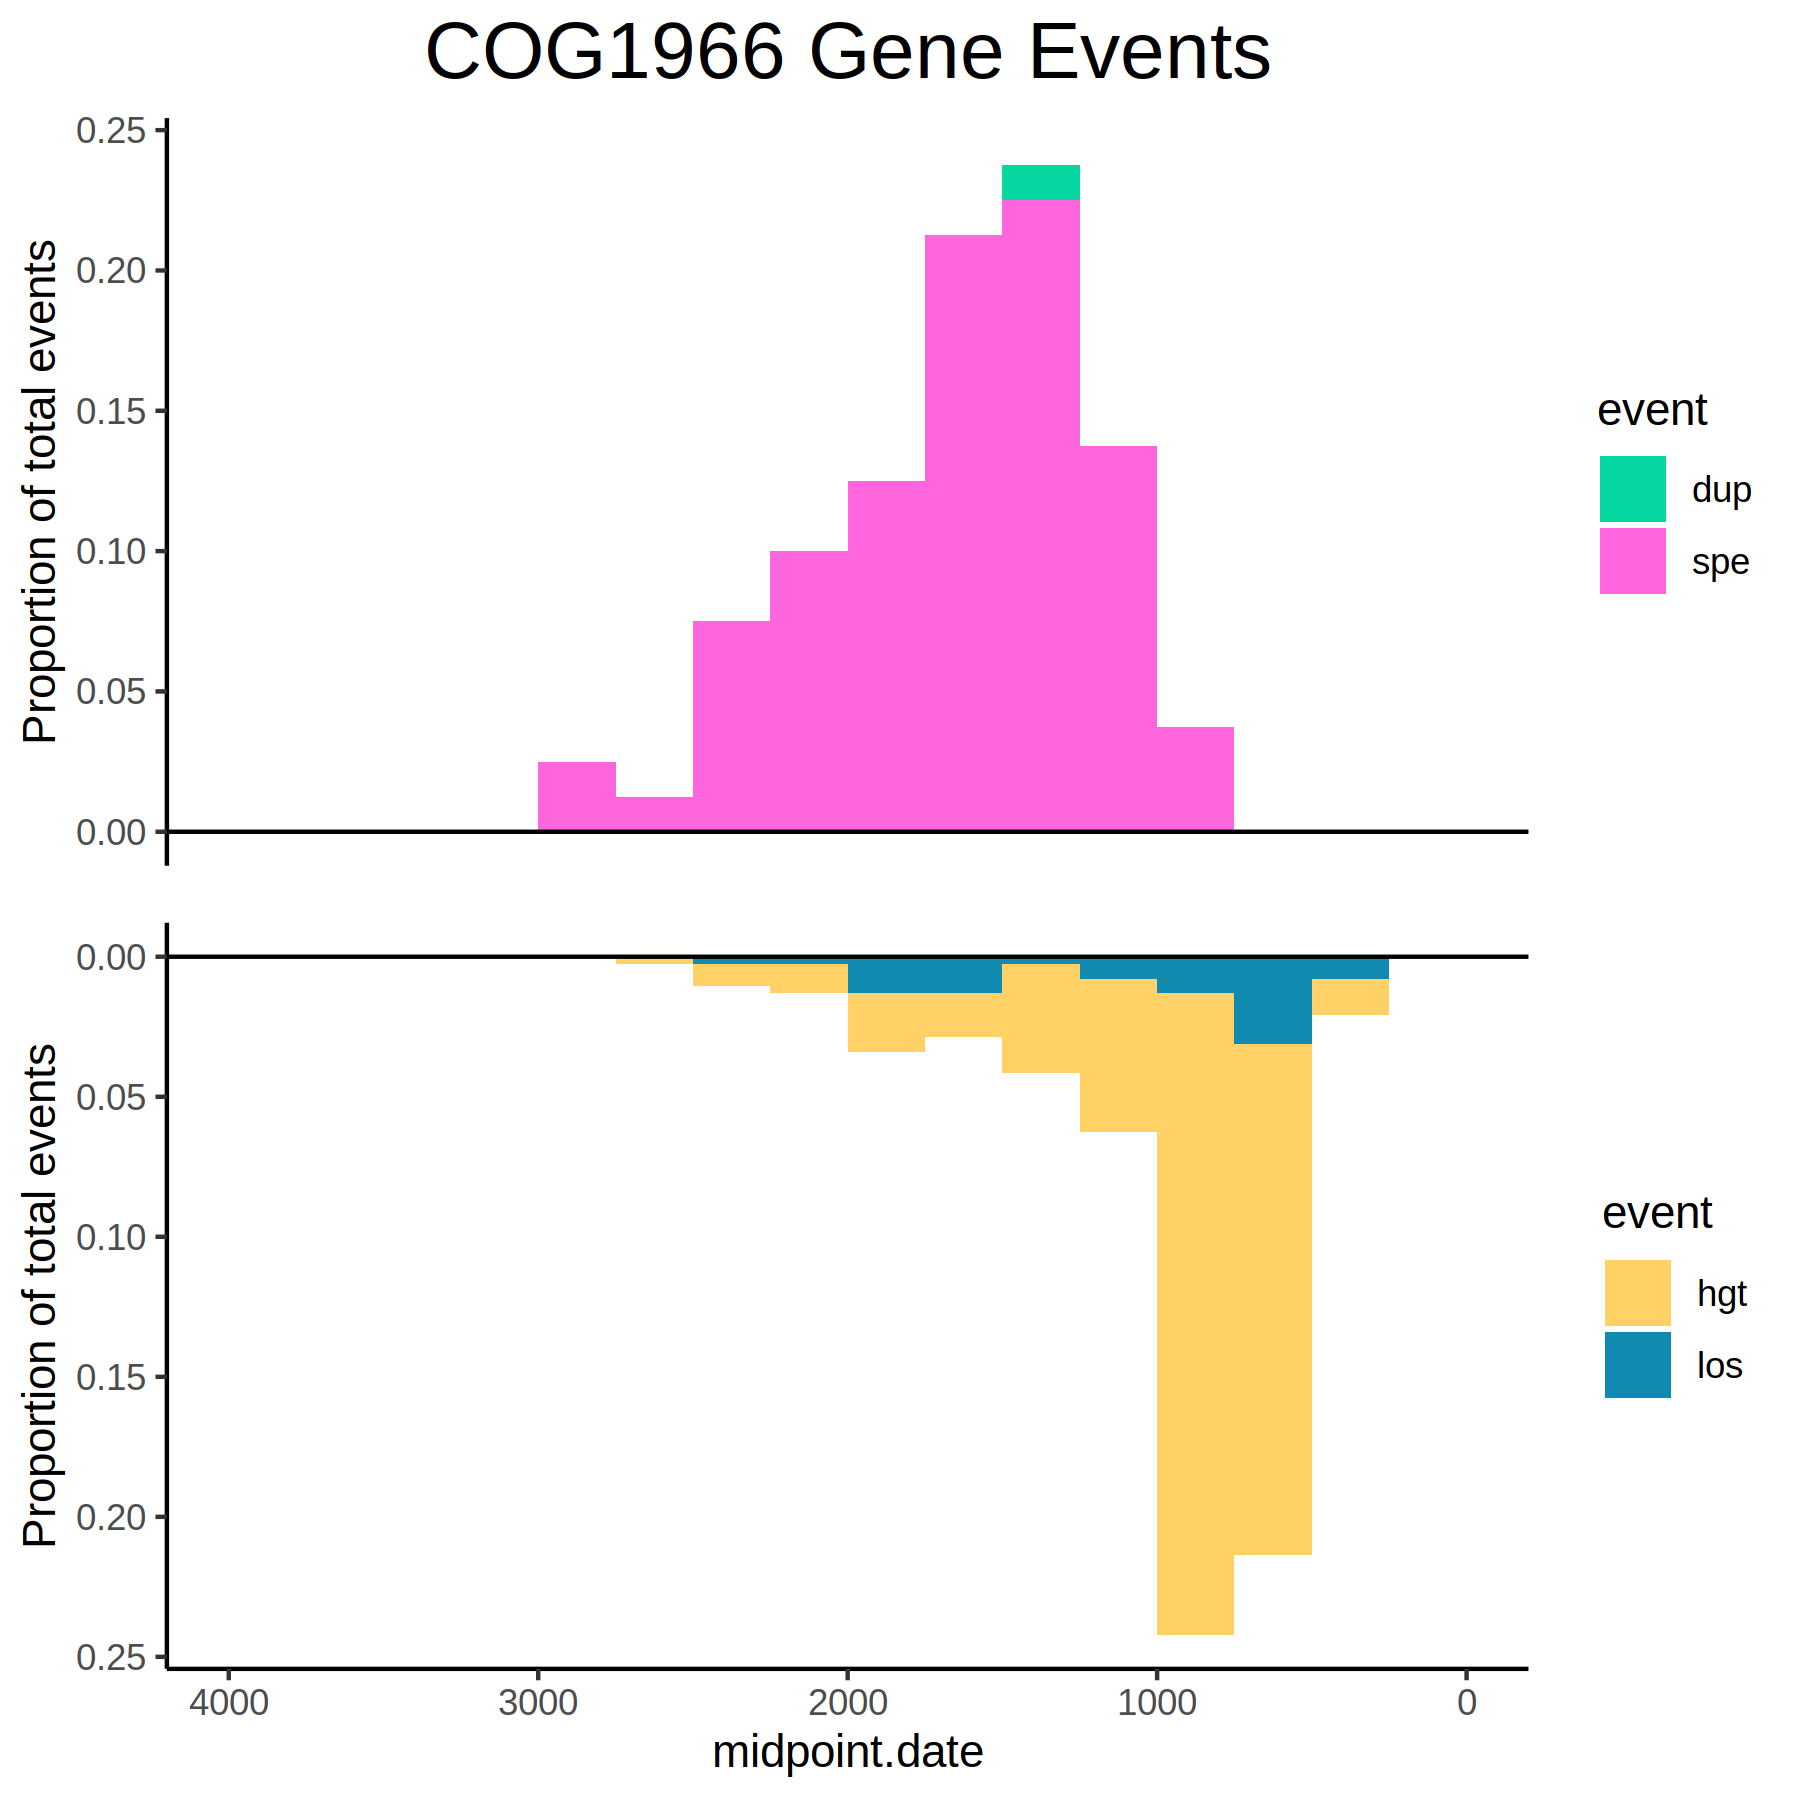 COG1966 Gene Events
0.25
0.20
0.15
0.10
0.05
0.00
Proportion of total events
event
dup
spe
0.00
0.05
0.10
0.15
0.20
0.25
Proportion of total events
event
hgt
los
4000 3000 2000 1000 0
midpoint.date